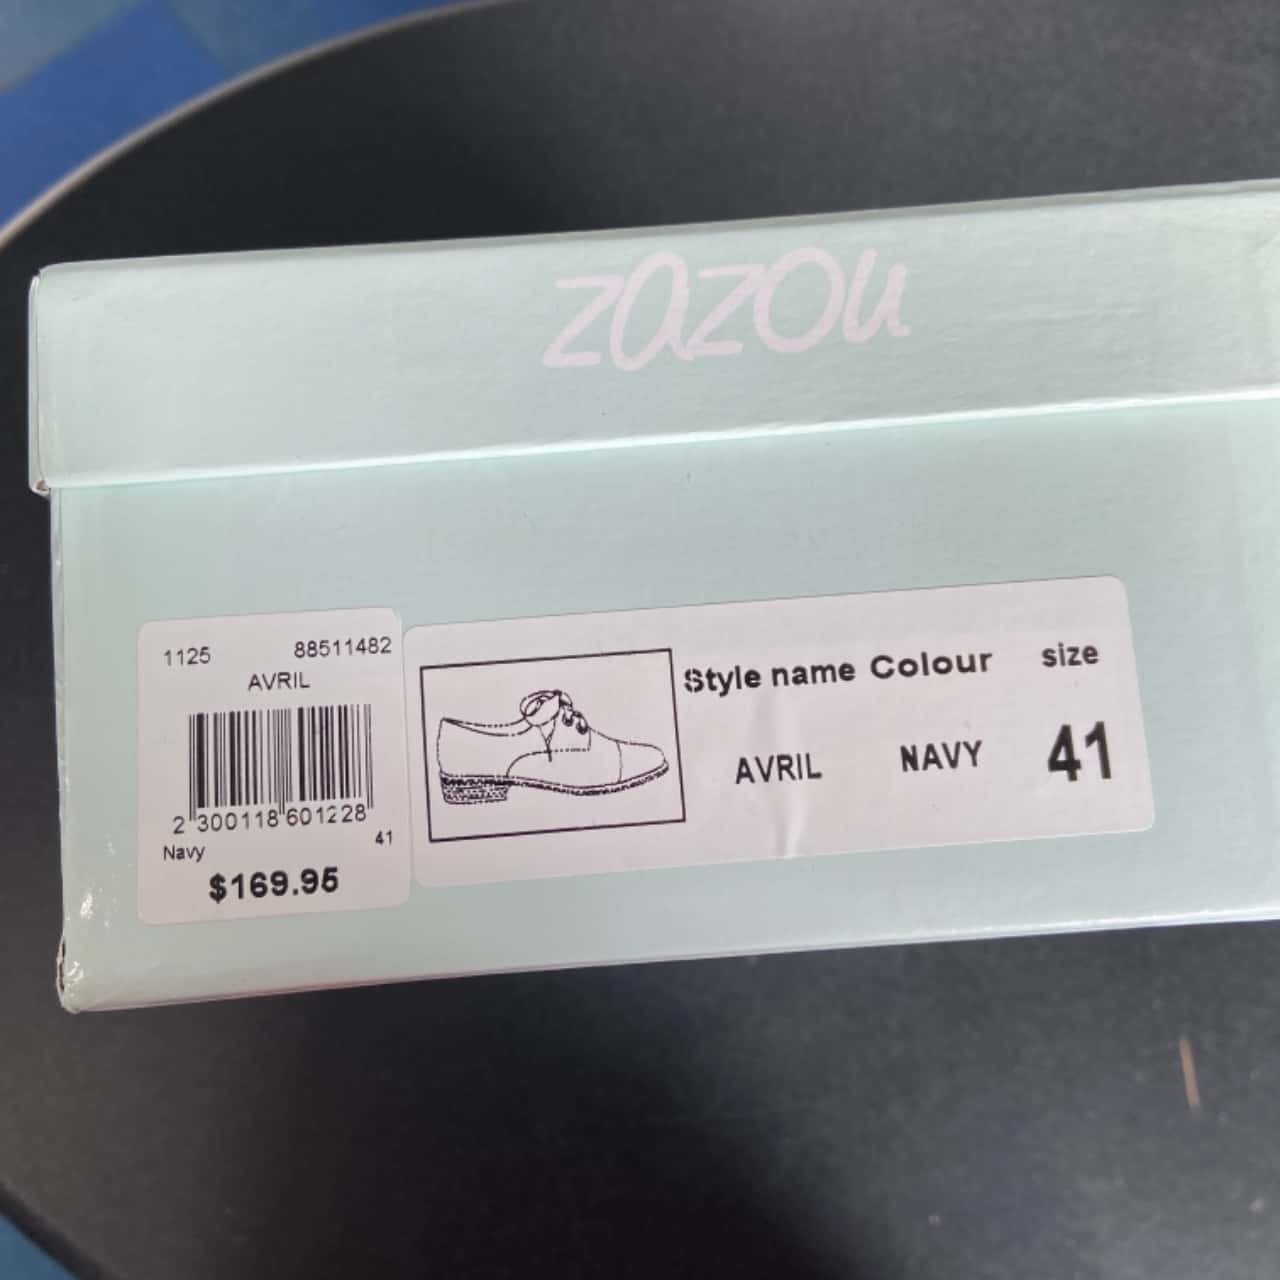 zazou
1125 88511482
AVRIL
2 300118 601228
Navy 41
$169.95
Style name Colour size
AVRIL NAVY 41